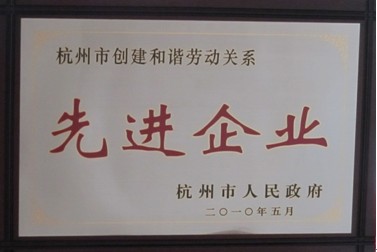 杭州市创建和谐劳动关系
先进企业
杭州市人民政府
二〇一〇年五月